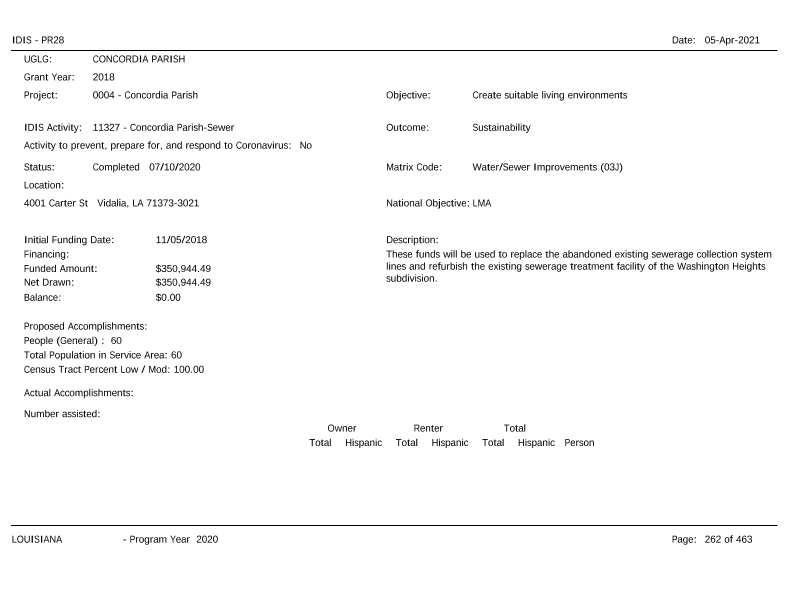 IDIS - PR28 Date: 05-Apr-2021
UGLG: CONCORDIA PARISH
Grant Year: 2018
Project: 0004 - Concordia Parish Objective: Create suitable living environments
IDIS Activity: 11327 - Concordia Parish-Sewer Outcome: Sustainability
Activity to prevent, prepare for, and respond to Coronavirus: No
Status: Completed 07/10/2020 Matrix Code: Water/Sewer Improvements (03J)
Location:
4001 Carter St Vidalia, LA 71373-3021 National Objective: LMA
Initial Funding Date: 11/05/2018 Description:
Financing: These funds will be used to replace the abandoned existing sewerage collection system
Funded Amount: $350,944.49 lines and refurbish the existing sewerage treatment facility of the Washington Heights
Net Drawn: $350,944.49 subdivision.
Balance: $0.00
Proposed Accomplishments:
People (General) : 60
Total Population in Service Area: 60
Census Tract Percent Low / Mod: 100.00
Actual Accomplishments:
Number assisted:
Owner Renter Total
Total Hispanic Total Hispanic Total Hispanic Person
LOUISIANA - Program Year 2020 Page: 262 of 463